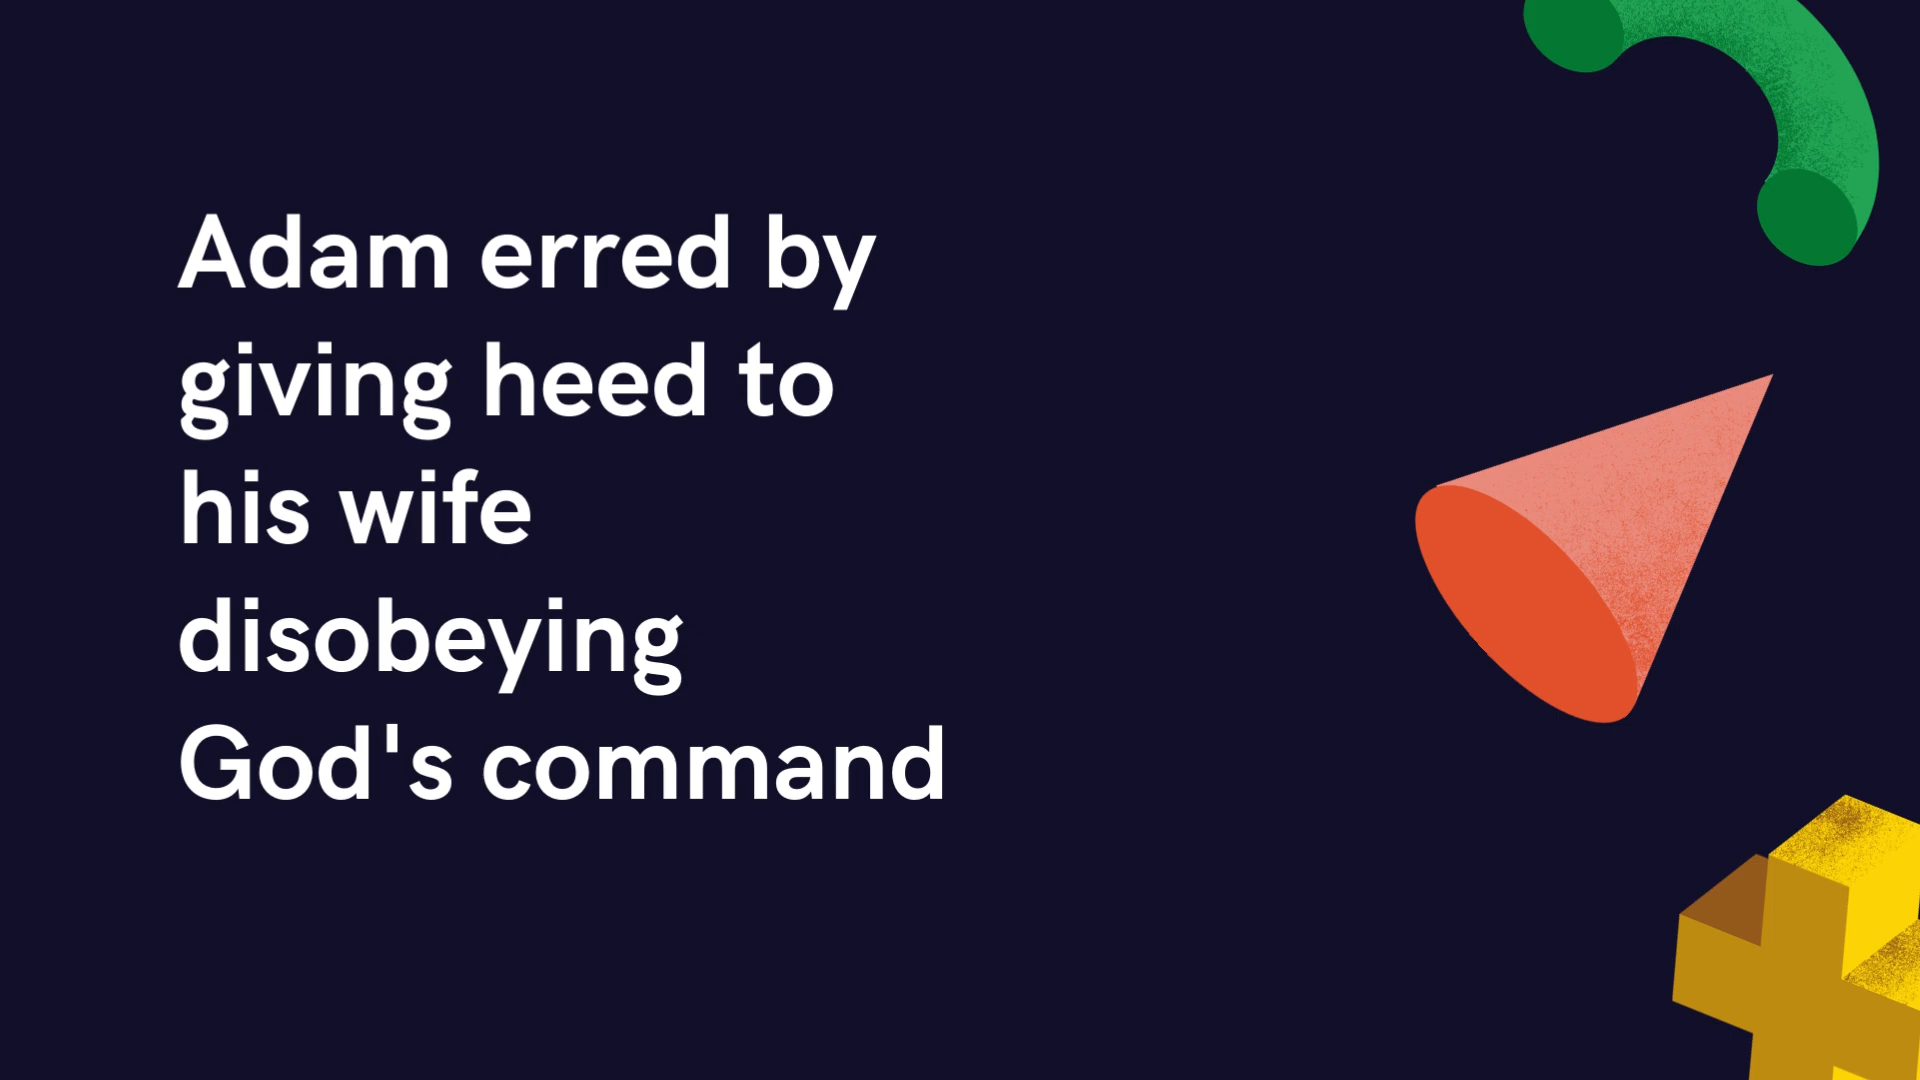 Adam erred by
giving heed to
his wife
disobeying
God's command